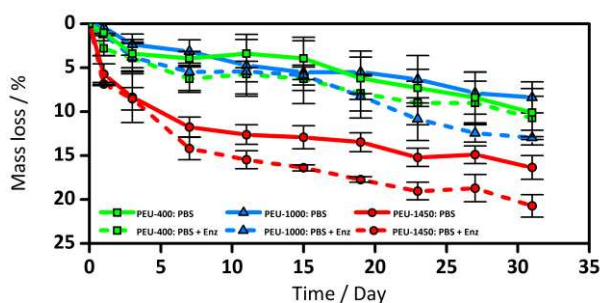 0
5
10
15
20
25
Mass loss / %
PEU-400: PBS PEU-1000: PBS PEU-1450: PBS
PEU-400: PBS + Enz PEU-1000: PBS + Enz PEU-1450: PBS + Enz
0 5 10 15 20 25 30 35
Time / Day